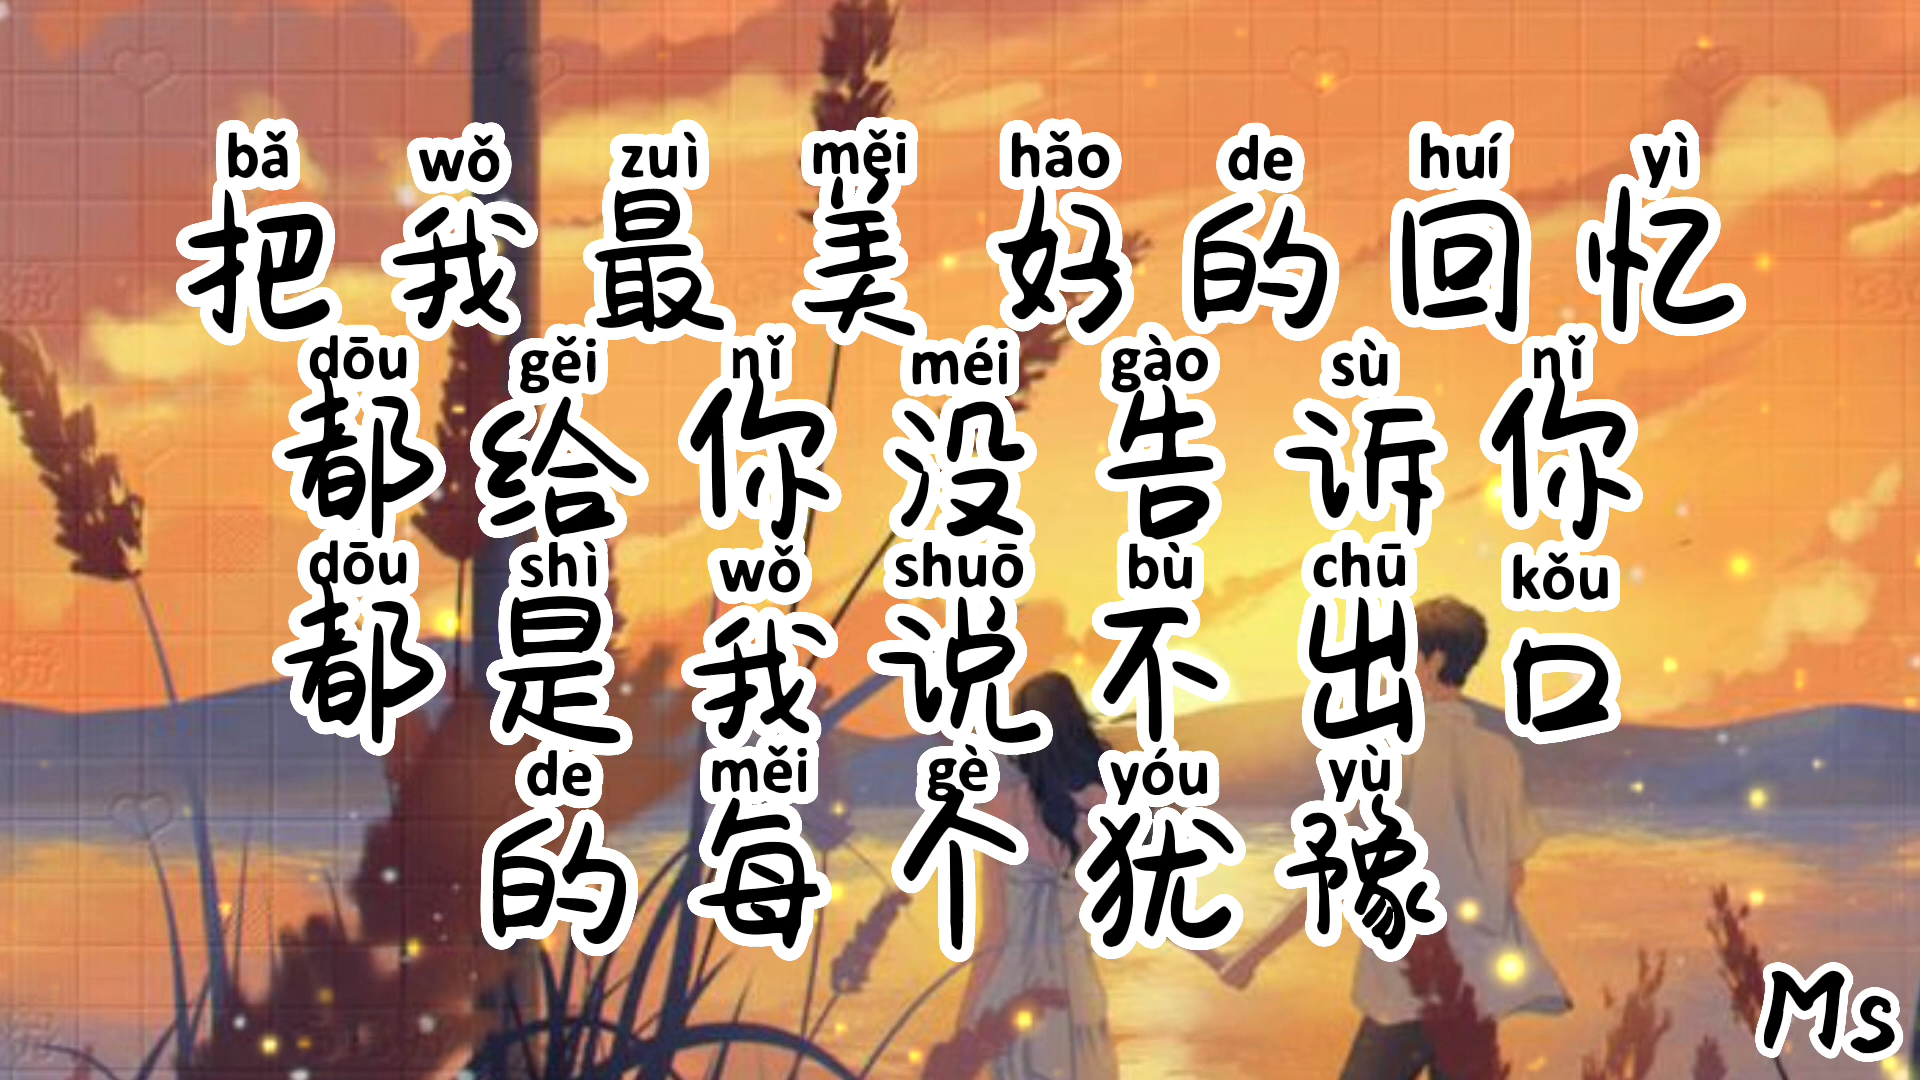 bǎ wǒ zuì měi hǎo de huí yì
把我最美好的回忆
dōu gěi nǐ méi gào sù nǐ
都给你没告诉你
dōu shì wǒ shuō bù chū kǒu
都是我说不出口
de měi gè yóu yù
的每个犹豫
Ms